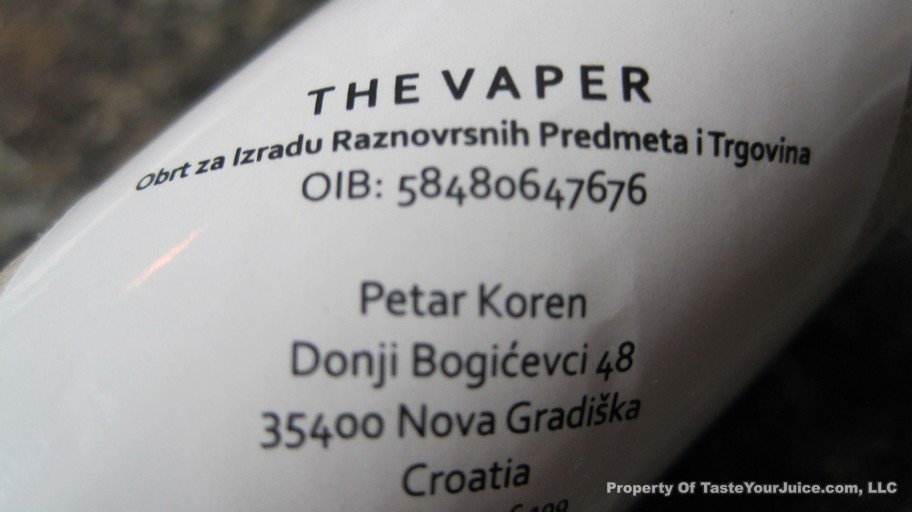 THE VAPER
Obrt za Izradu Raznovrsnih Predmeta i Trgovina
OIB: 58480647676
Petar Koren
Donji Bogićevci 48
35400 Nova Gradiška
Croatia
Property Of TasteYourJuice.com, LLC